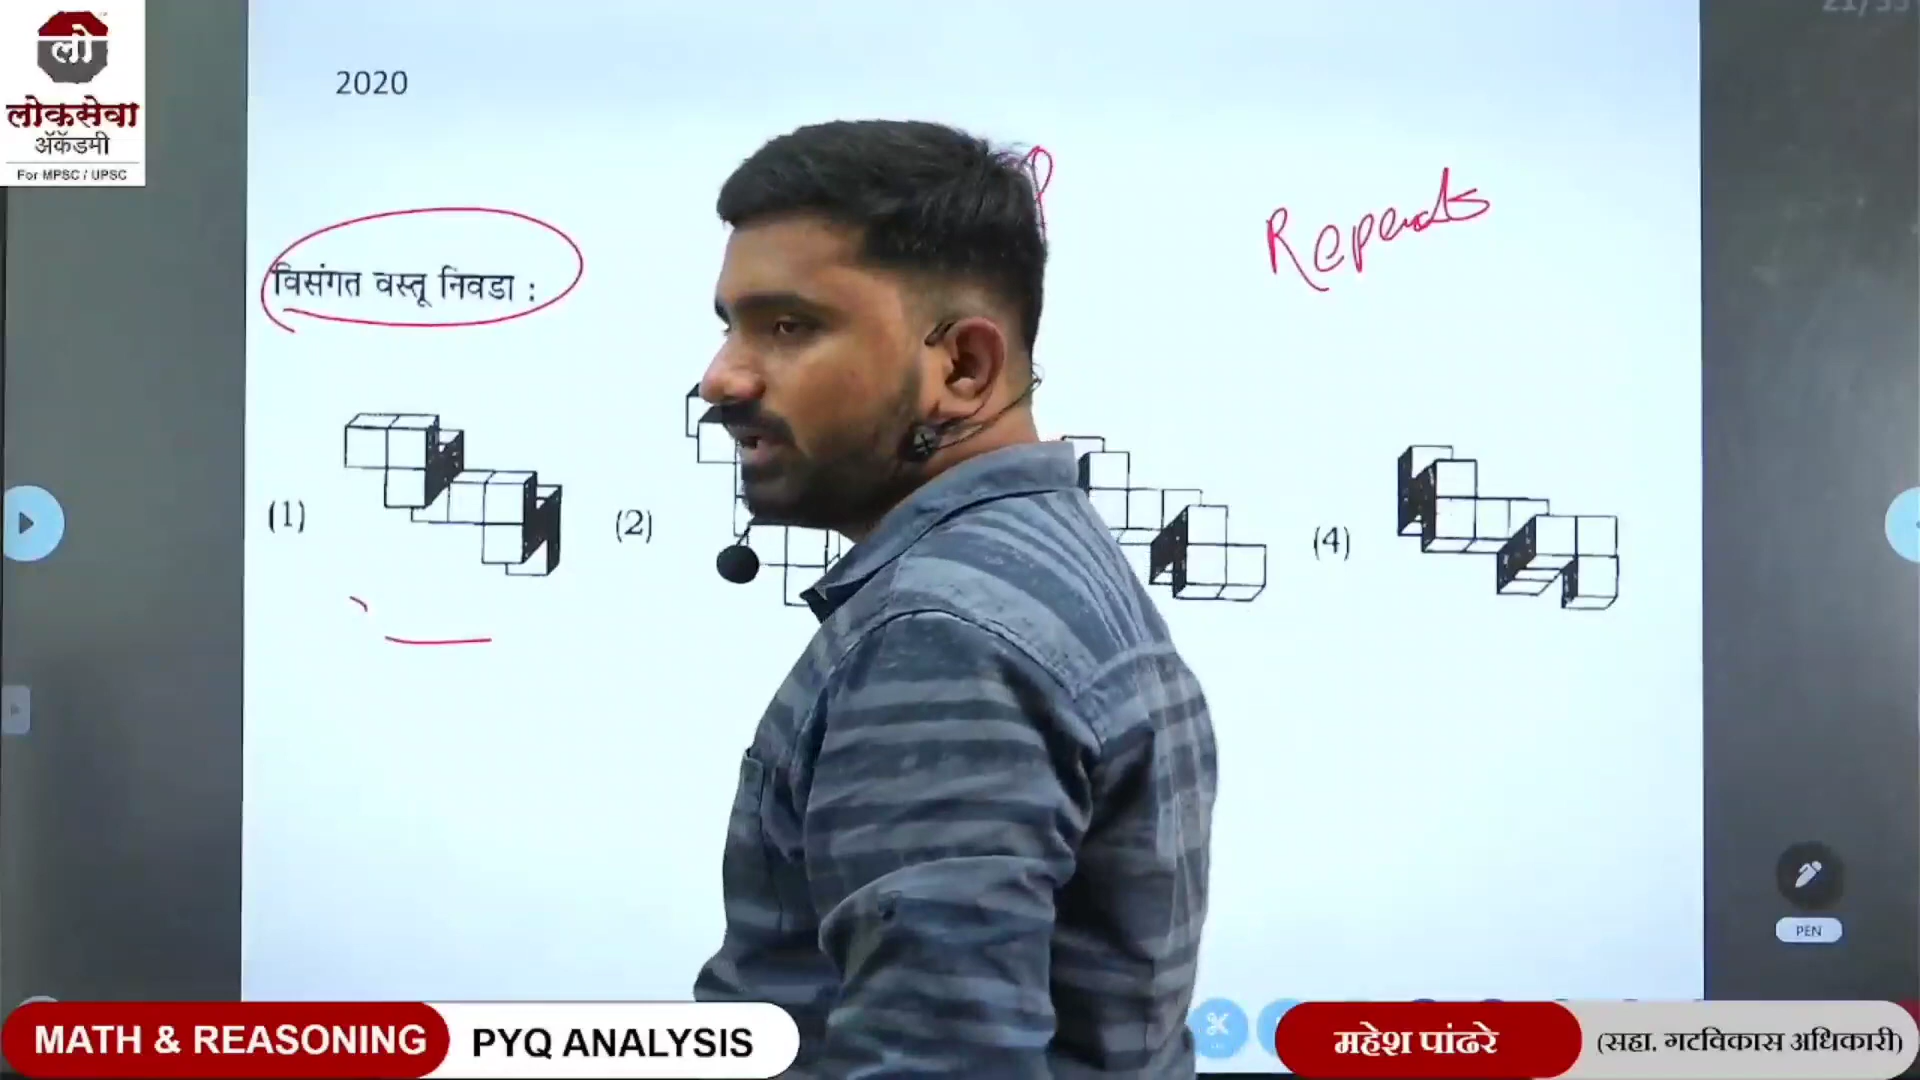 लो
लोकसेवा
ॲकॅडमी
For MPSC / UPSC
2020
P
Repeats
विसंगत वस्तू निवडा :
(1)
(2)
(4)
PEN
MATH & REASONING
PYQ ANALYSIS
महेश पांढरे
(सहा. गटविकास अधिकारी)